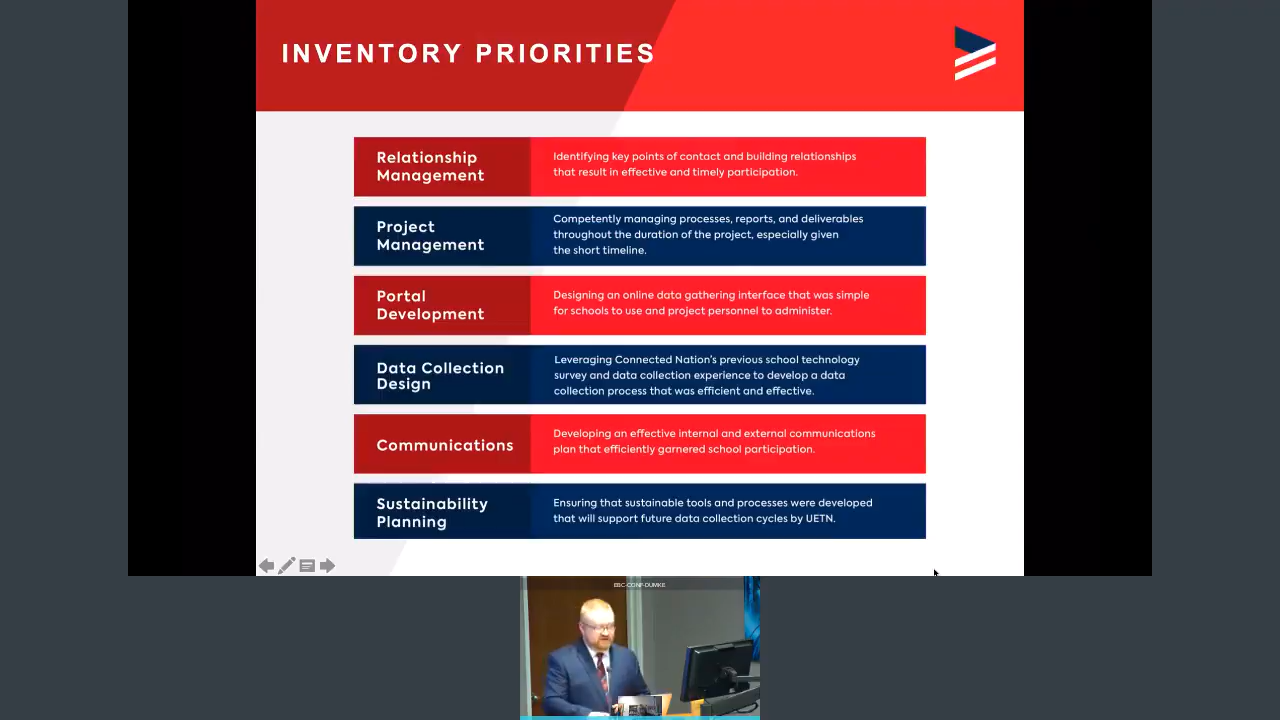 INVENTORY PRIORITIES
Relationship
Management
Identifying key points of contact and building relationships
that result in effective and timely participation.
Project
Management
Competently managing processes, reports, and deliverables
throughout the duration of the project, especially given
the short timeline.
Portal
Development
Designing an online data gathering interface that was simple
for schools to use and project personnel to administer.
Data Collection
Design
Leveraging Connected Nation's previous school technology
survey and data collection experience to develop a data
collection process that was efficient and effective.
Communications
Developing an effective internal and external communications
plan that efficiently garnered school participation.
Sustainability
Planning
Ensuring that sustainable tools and processes were developed
that will support future data collection cycles by UETN.
EBC-CONF-DUMKE